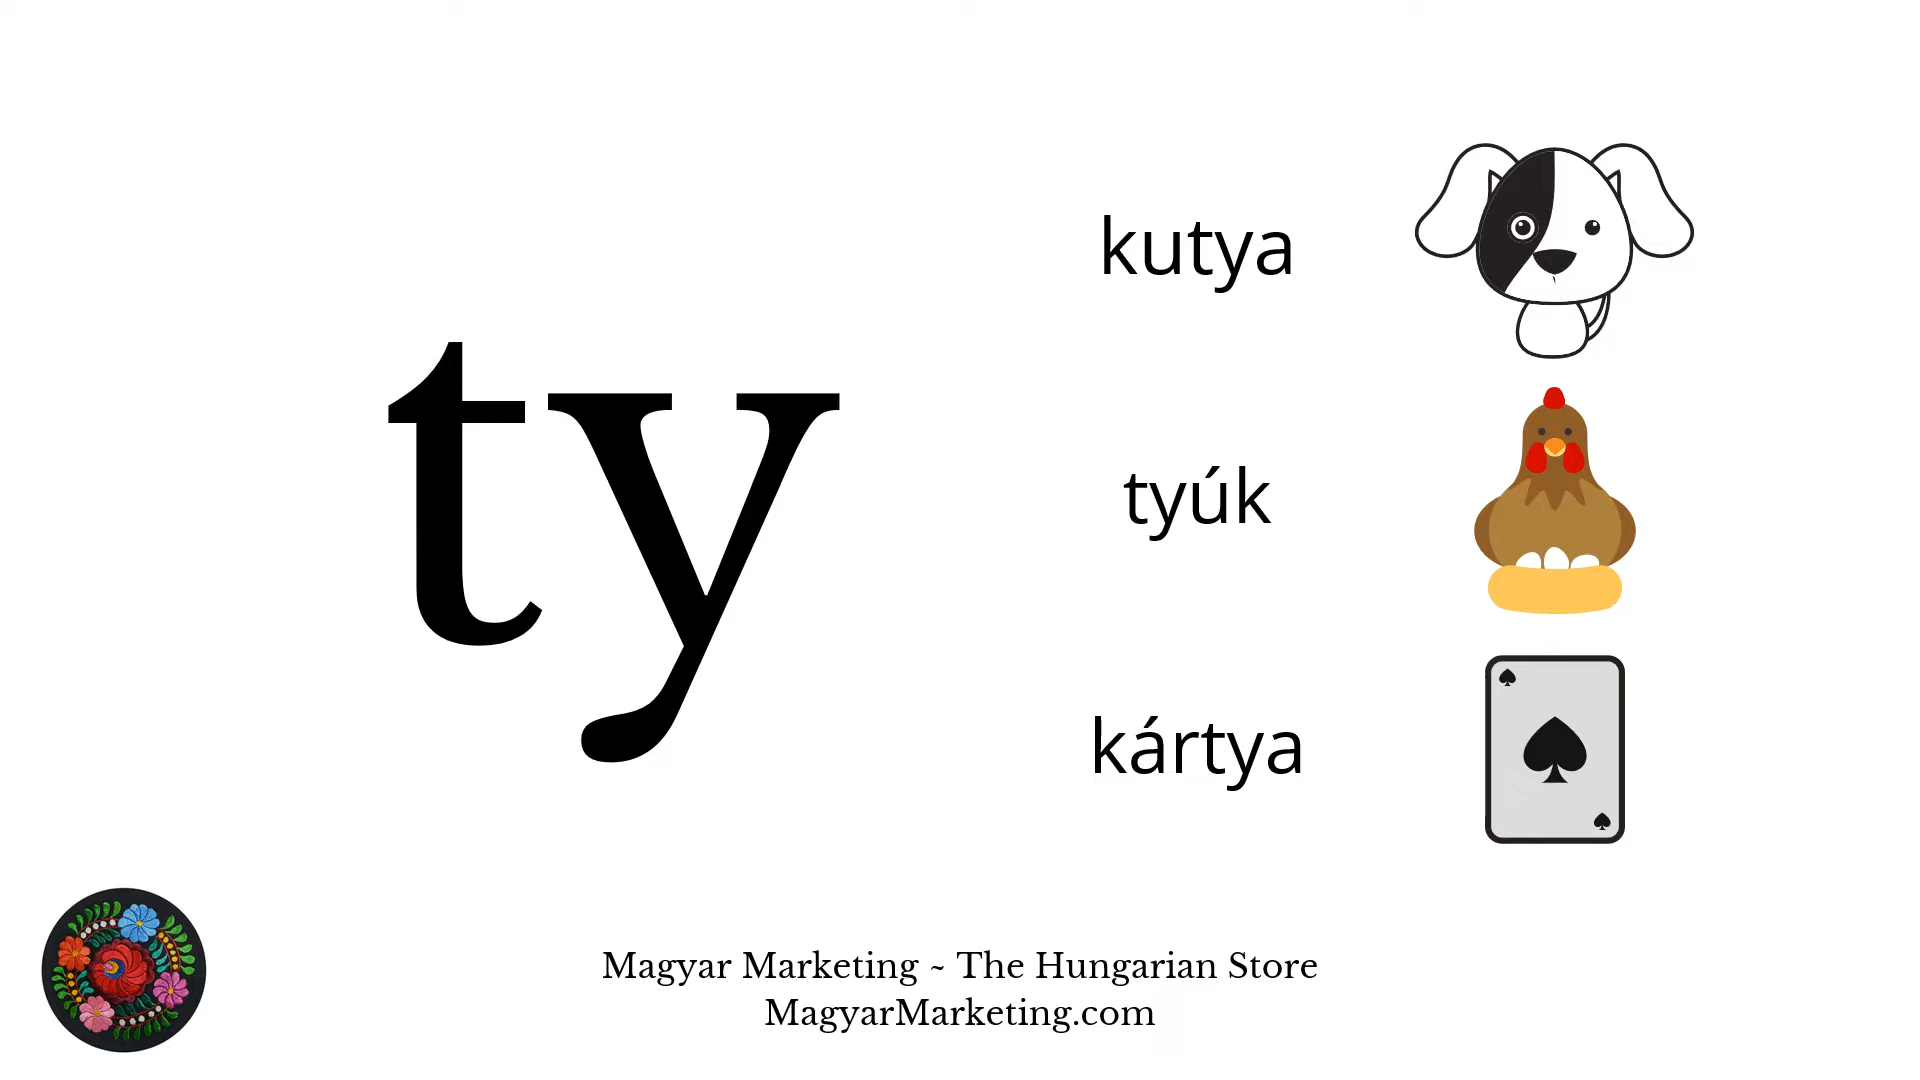 ty
kutya
tyúk
kártya
Magyar Marketing ~ The Hungarian Store
MagyarMarketing.com